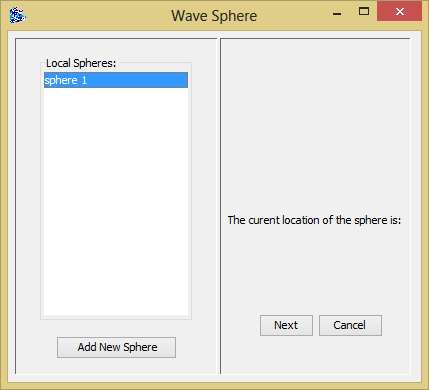 Wave Sphere
Local Spheres:
sphere 1
Add New Sphere
The curent location of the sphere is:
Next
Cancel